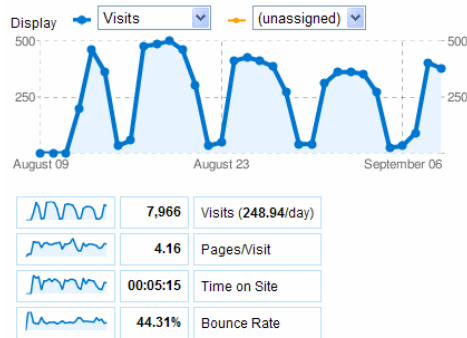 Display Visits (unassigned)
500 500
250 250
August 09 August 23 September 06
7,966 Visits (248.94/day)
4.16 Pages/Visit
00:05:15 Time on Site
44.31% Bounce Rate